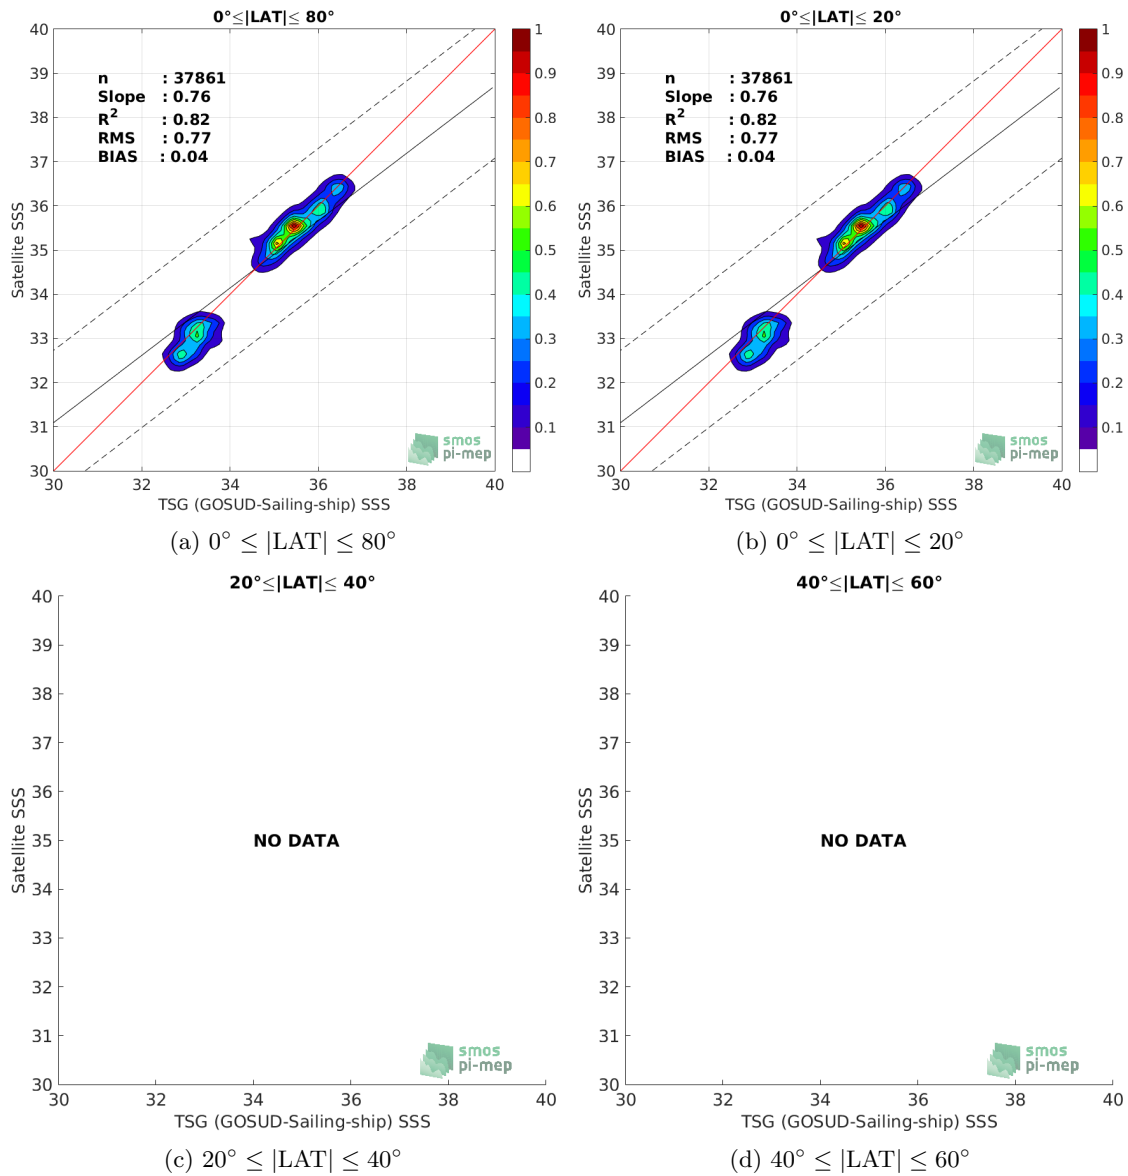 0°≤|LAT|≤ 80°
40
39
38
37
36
35
34
33
32
31
30
Satellite SSS
n : 37861
Slope : 0.76
R2 : 0.82
RMS : 0.77
BIAS : 0.04
1
0.9
0.8
0.7
0.6
0.5
0.4
0.3
0.2
0.1
smos
pi-mep
30 32 34 36 38 40
TSG (GOSUD-Sailing-ship) SSS
(a) 0° ≤ |LAT| ≤ 80°
0°≤|LAT|≤ 20°
40
39
38
37
36
35
34
33
32
31
30
Satellite SSS
n : 37861
Slope : 0.76
R2 : 0.82
RMS : 0.77
BIAS : 0.04
1
0.9
0.8
0.7
0.6
0.5
0.4
0.3
0.2
0.1
smos
pi-mep
30 32 34 36 38 40
TSG (GOSUD-Sailing-ship) SSS
(b) 0° ≤ |LAT| ≤ 20°
20°≤|LAT|≤ 40°
40
39
38
37
36
35
34
33
32
31
30
Satellite SSS
NO DATA
smos
pi-mep
30 32 34 36 38 40
TSG (GOSUD-Sailing-ship) SSS
(c) 20° ≤ |LAT| ≤ 40°
40°≤|LAT|≤ 60°
40
39
38
37
36
35
34
33
32
31
30
Satellite SSS
NO DATA
smos
pi-mep
30 32 34 36 38 40
TSG (GOSUD-Sailing-ship) SSS
(d) 40° ≤ |LAT| ≤ 60°